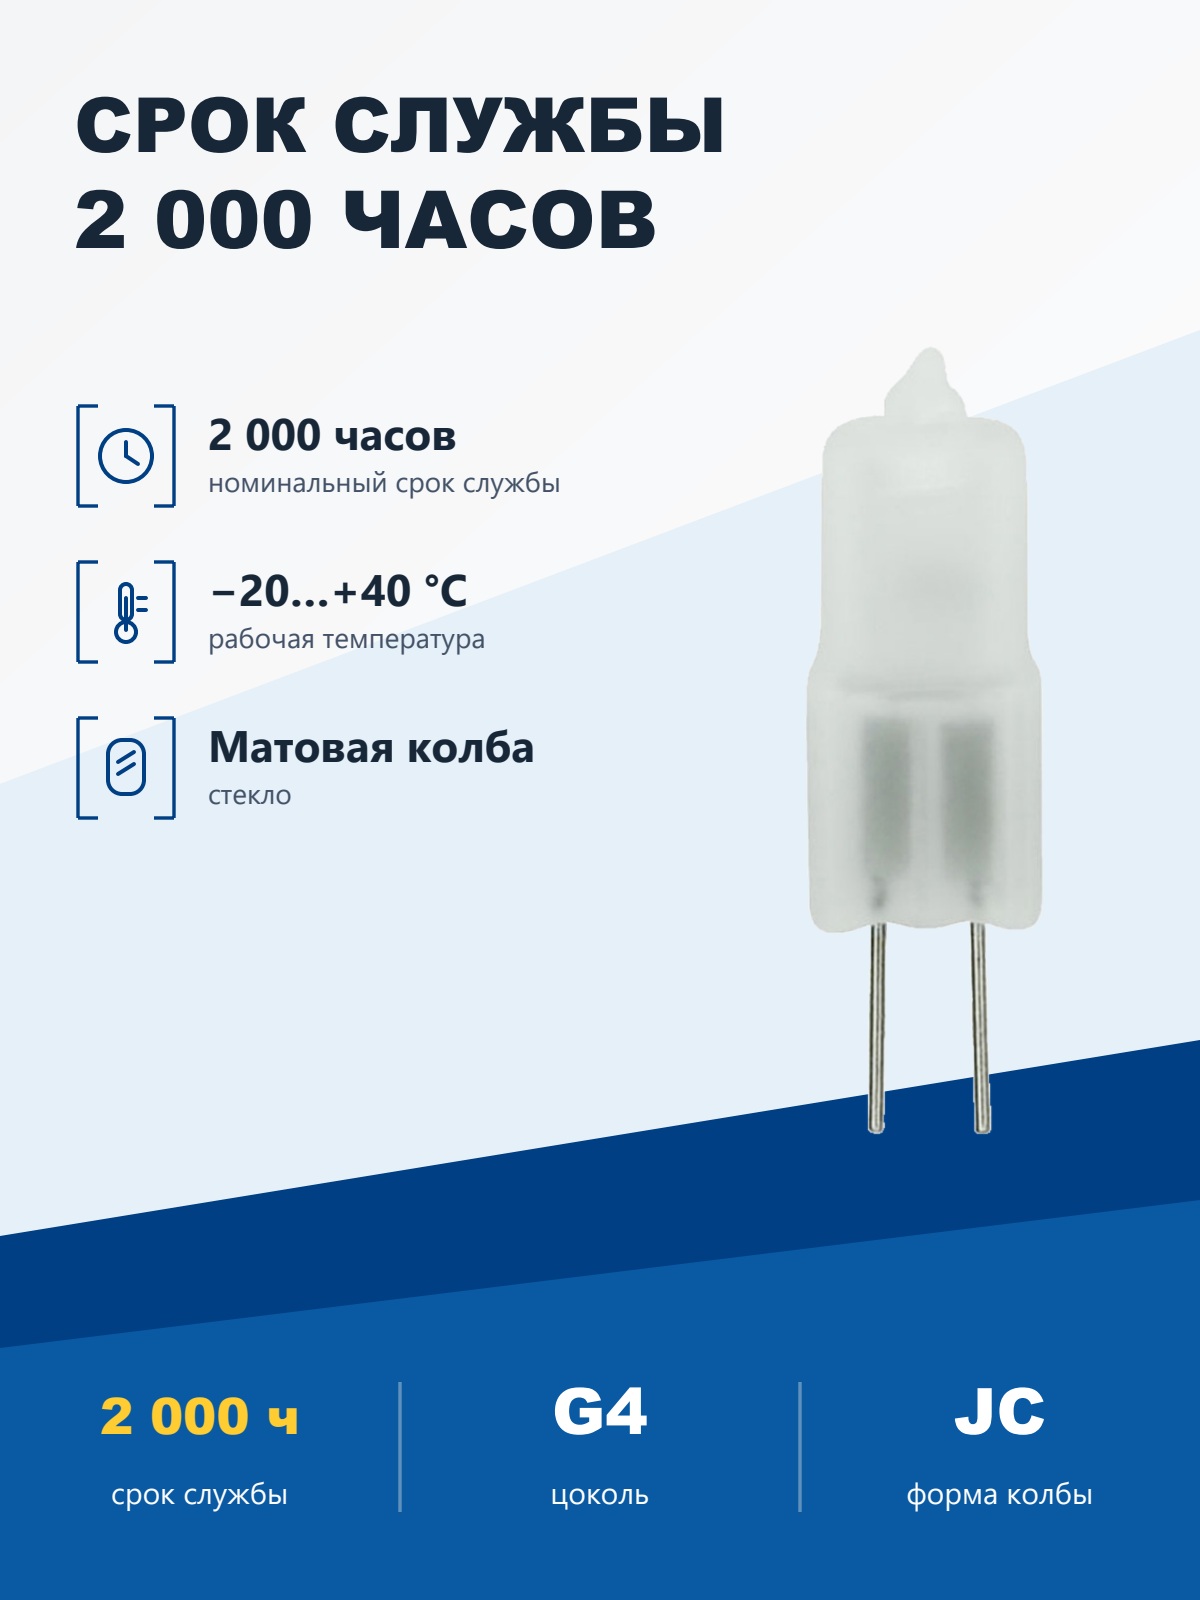 СРОК СЛУЖБЫ
2 000 ЧАСОВ
2 000 часов
номинальный срок службы
−20...+40 °C
рабочая температура
Матовая колба
стекло
2 000 ч
срок службы
G4
цоколь
JC
форма колбы